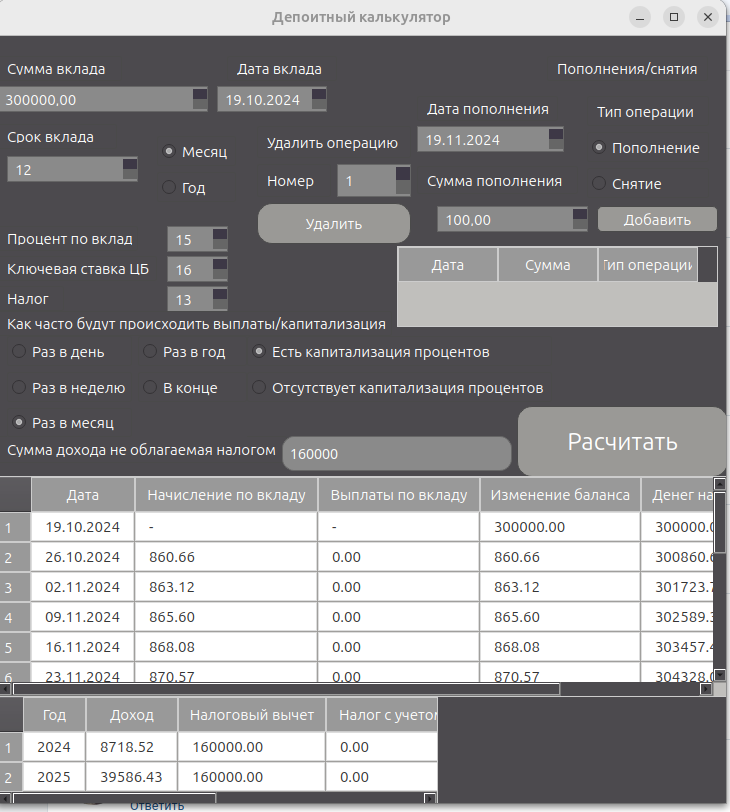 Депоитный калькулятор
Сумма вклада
Дата вклада
Пополнения/снятия
300000,00
19.10.2024
Дата пополнения
Тип операции
Срок вклада
Удалить операцию
19.11.2024
Месяц
Пополнение
12
Номер
1
Сумма пополнения
Год
Снятие
Удалить
100,00
Добавить
Процент по вклад
15
Ключевая ставка ЦБ
16
Дата Сумма Тип операции
Налог
13
Как часто будут происходить выплаты/капитализация
Раз в день
Раз в год
Есть капитализация процентов
Раз в неделю
В конце
Отсутствует капитализация процентов
Раз в месяц
Расчитать
Сумма дохода не облагаемая налогом
160000
Дата Начисление по вкладу Выплаты по вкладу Изменение баланса Денег на
1 19.10.2024 - - 300000.00 300000.0
2 26.10.2024 860.66 0.00 860.66 300860.6
3 02.11.2024 863.12 0.00 863.12 301723.7
4 09.11.2024 865.60 0.00 865.60 302589.3
5 16.11.2024 868.08 0.00 868.08 303457.4
6 23.11.2024 870.57 0.00 870.57 304328.0
Год Доход Налоговый вычет Налог с учетом
1 2024 8718.52 160000.00 0.00
2 2025 39586.43 160000.00 0.00
Ответить